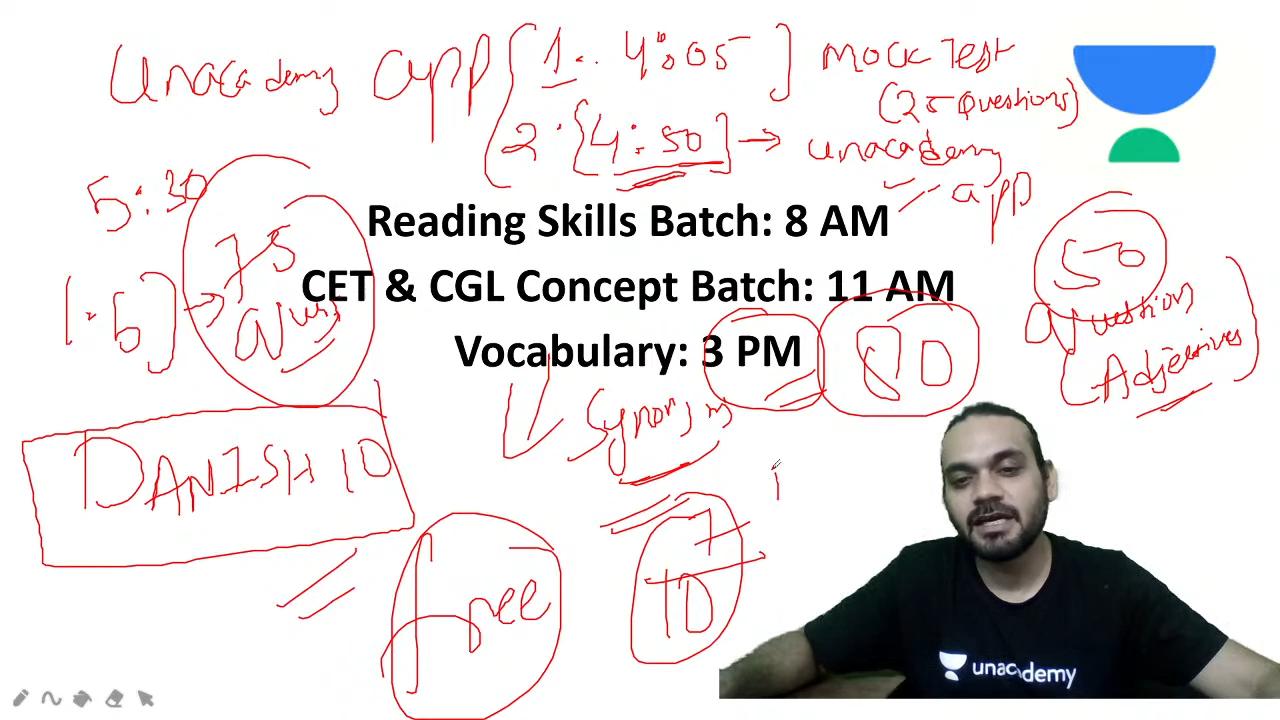 Unacademy app [ 1. 4:05 ] Mock Test
(25 Questions)
2. [4:50] → unacademy
app
5:30
Reading Skills Batch: 8 AM
75
50
CET & CGL Concept Batch: 11 AM
[1.5] →
Questions
Vocabulary: 3 PM
Adjectives
Synonyms
DANISH10
7
10
free
unacademy